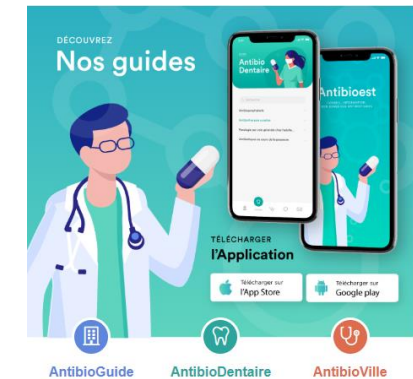 DÉCOUVREZ
Nos guides
Antibio
Dentaire
Antibioest
TÉLÉCHARGER
l'Application
Télécharger sur
l'App Store
Télécharger sur
Google play
AntibioGuide
AntibioDentaire
AntibioVille